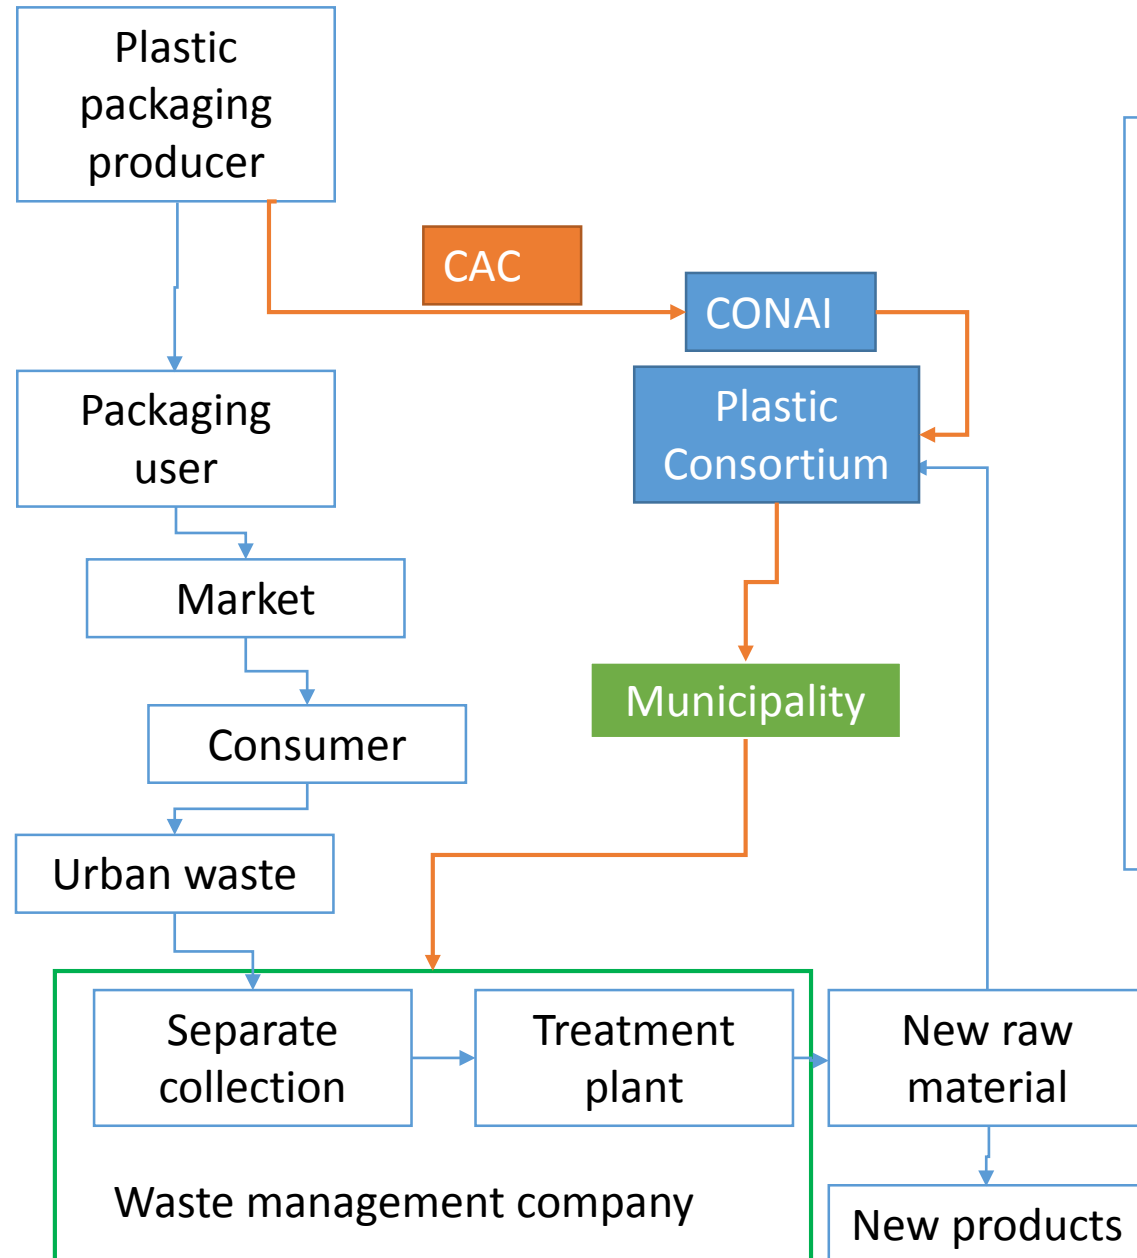 Plastic
packaging
producer
CAC
CONAI
Packaging
user
Plastic
Consortium
Market
Municipality
Consumer
Urban waste
Separate
collection
Treatment
plant
New raw
material
Waste management company
New products